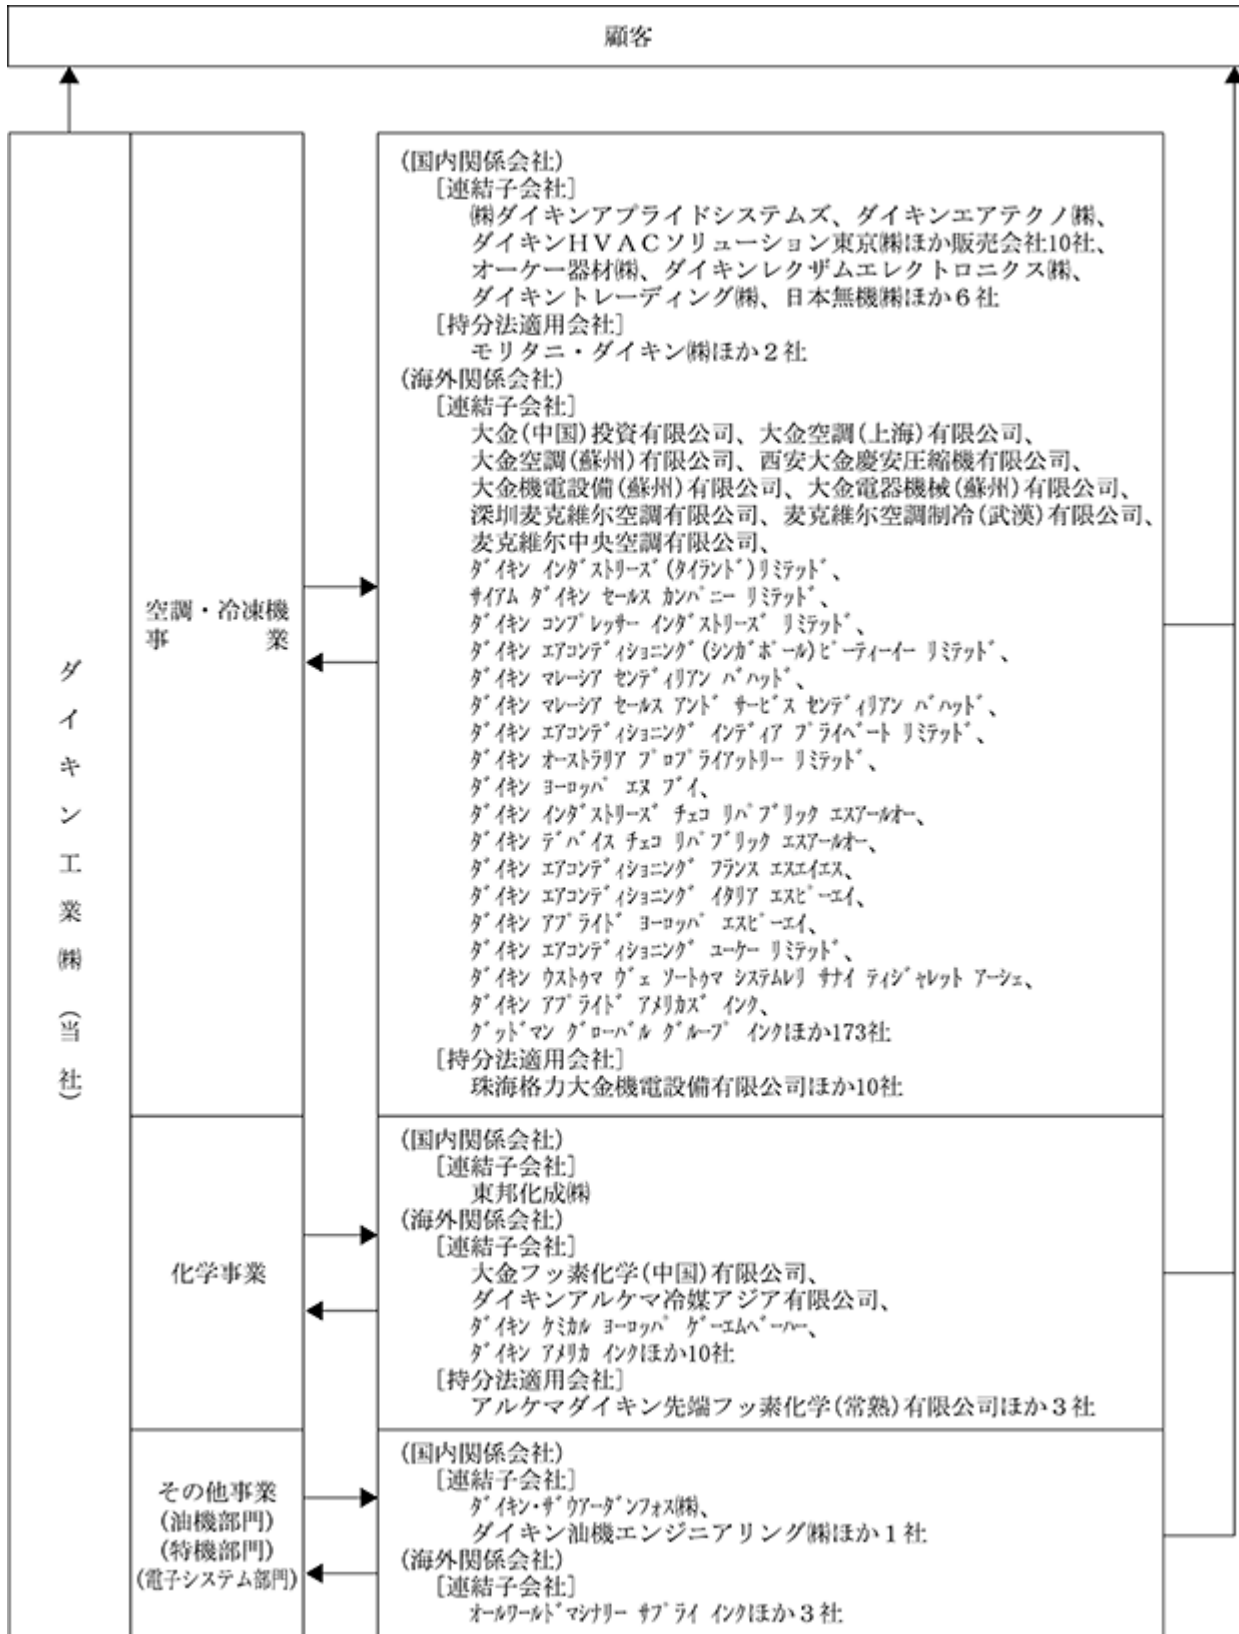 顧客
ダイキン工業㈱(当社)
空調・冷凍機
事業
(国内関係会社)
[連結子会社]
㈱ダイキンアプライドシステムズ、ダイキンエアテクノ㈱、
ダイキンHVACソリューション東京㈱ほか販売会社10社、
オーケー器材㈱、ダイキンレクザムエレクトロニクス㈱、
ダイキントレーディング㈱、日本無機㈱ほか6社
[持分法適用会社]
モリタニ・ダイキン㈱ほか2社
(海外関係会社)
[連結子会社]
大金(中国)投資有限公司、大金空調(上海)有限公司、
大金空調(蘇州)有限公司、西安大金慶安圧縮機有限公司、
大金機電設備(蘇州)有限公司、大金電器機械(蘇州)有限公司、
深圳麦克維尔空調有限公司、麦克維尔空調制冷(武漢)有限公司、
麦克維尔中央空調有限公司、
ダイキン インダストリーズ(タイランド)リミテッド、
サイアム ダイキン セールス カンパニー リミテッド、
ダイキン コンプレッサー インダストリーズ リミテッド、
ダイキン エアコンディショニング(シンガポール)ピーティーイー リミテッド、
ダイキン マレーシア センディリアン バハッド、
ダイキン マレーシア セールス アンド サービス センディリアン バハッド、
ダイキン エアコンディショニング インディア プライベート リミテッド、
ダイキン オーストラリア プロプライアットリー リミテッド、
ダイキン ヨーロッパ エヌ ブイ、
ダイキン インダストリーズ チェコ リパブリック エスアールオー、
ダイキン デバイス チェコ リパブリック エスアールオー、
ダイキン エアコンディショニング フランス エスエイエス、
ダイキン エアコンディショニング イタリア エスピーエイ、
ダイキン アプライド ヨーロッパ エスピーエイ、
ダイキン エアコンディショニング ユーケー リミテッド、
ダイキン ウストゥマ ヴェ ソートゥマ システムレリ サナイ ティジャレット アーシェ、
ダイキン アプライド アメリカズ インク、
グッドマン グローバル グループ インクほか173社
[持分法適用会社]
珠海格力大金機電設備有限公司ほか10社
化学事業
(国内関係会社)
[連結子会社]
東邦化成㈱
(海外関係会社)
[連結子会社]
大金フッ素化学(中国)有限公司、
ダイキンアルケマ冷媒アジア有限公司、
ダイキン ケミカル ヨーロッパ ゲーエムベーハー、
ダイキン アメリカ インクほか10社
[持分法適用会社]
アルケマダイキン先端フッ素化学(常熟)有限公司ほか3社
その他事業
(油機部門)
(特機部門)
(電子システム部門)
(国内関係会社)
[連結子会社]
ダイキン・ザウアーダンフォス㈱、
ダイキン油機エンジニアリング㈱ほか1社
(海外関係会社)
[連結子会社]
オールワールドマシナリー サプライ インクほか3社